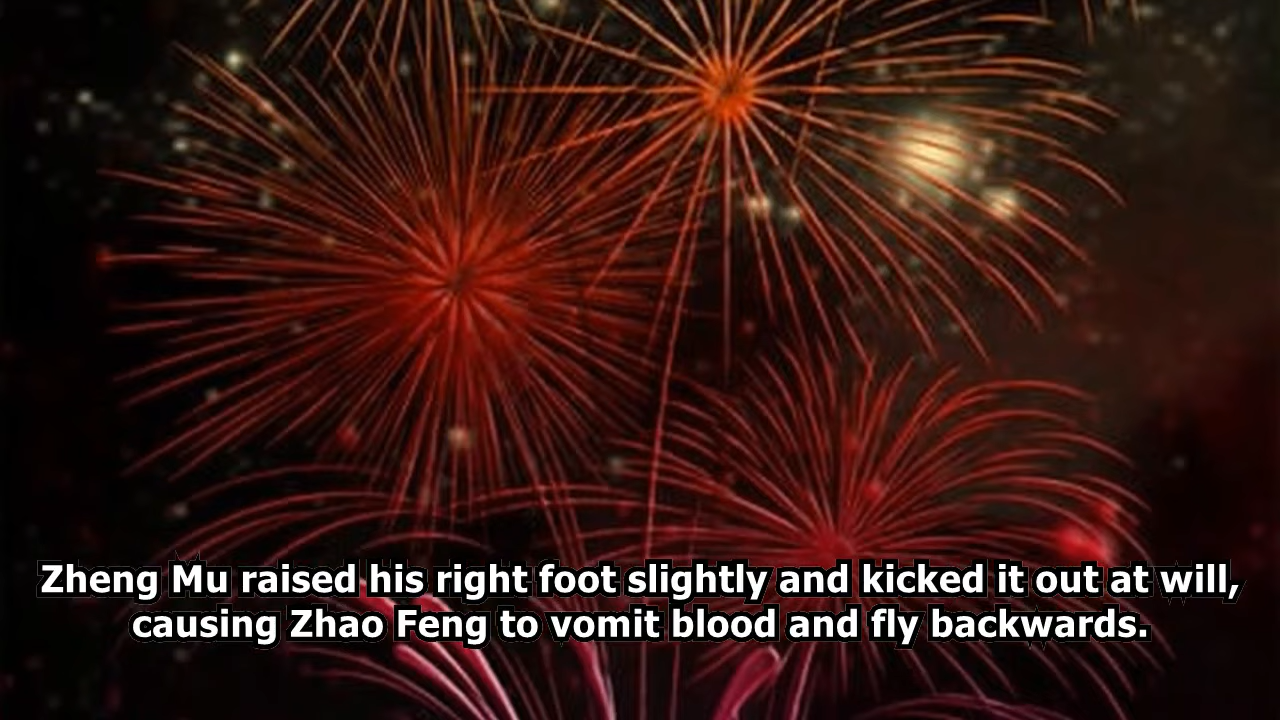 Zheng Mu raised his right foot slightly and kicked it out at will,
causing Zhao Feng to vomit blood and fly backwards.